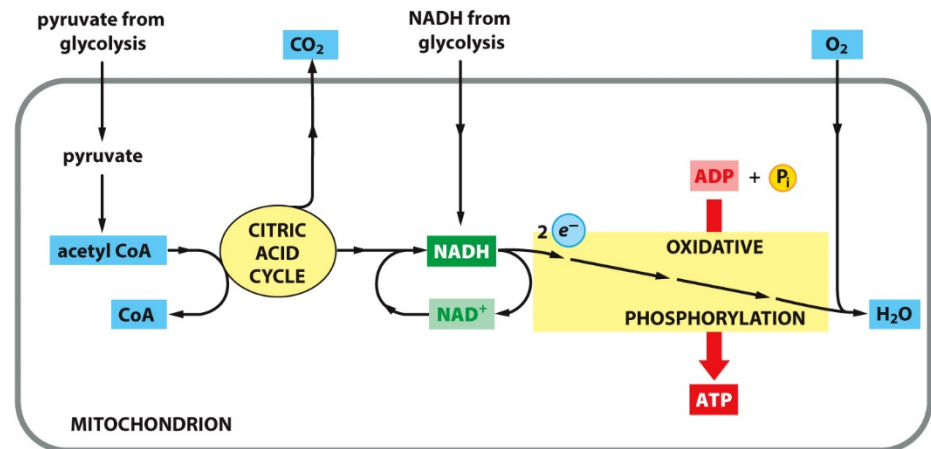 pyruvate from
glycolysis
CO₂
NADH from
glycolysis
O₂
pyruvate
ADP + Pᵢ
acetyl CoA
CITRIC
ACID
CYCLE
NADH
2 e⁻
OXIDATIVE
CoA
NAD⁺
PHOSPHORYLATION
H₂O
ATP
MITOCHONDRION